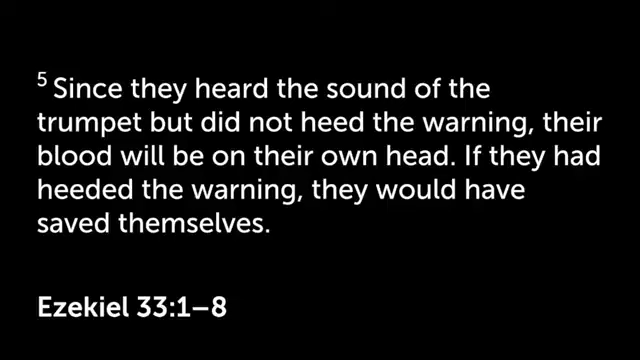 5 Since they heard the sound of the
trumpet but did not heed the warning, their
blood will be on their own head. If they had
heeded the warning, they would have
saved themselves.
Ezekiel 33:1–8